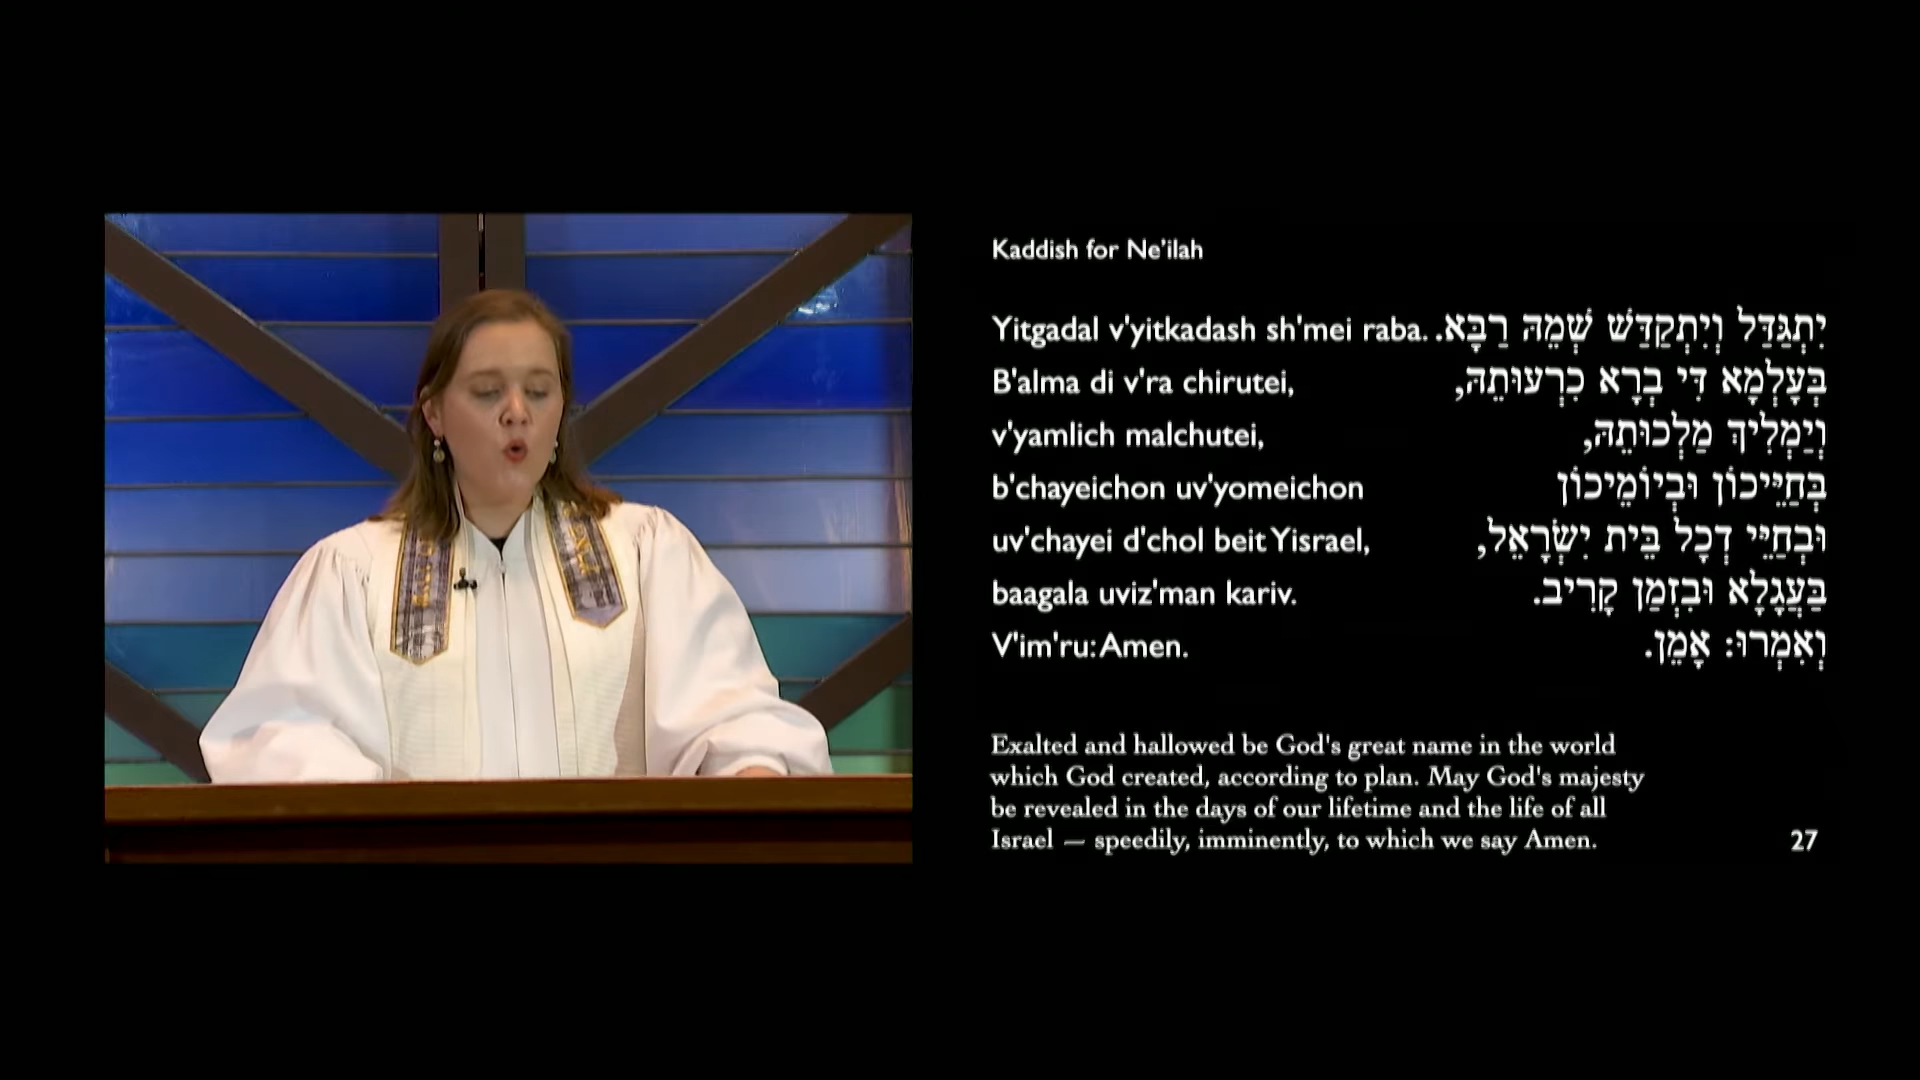 Kaddish for Ne'ilah
Yitgadal v'yitkadash sh'mei raba. יִתְגַּדַּל וְיִתְקַדַּשׁ שְׁמֵהּ רַבָּא.
B'alma di v'ra chirutei, בְּעָלְמָא דִּי בְרָא כִרְעוּתֵהּ,
v'yamlich malchutei, וְיַמְלִיךְ מַלְכוּתֵהּ,
b'chayeichon uv'yomeichon בְּחַיֵּיכוֹן וּבְיוֹמֵיכוֹן
uv'chayei d'chol beit Yisrael, וּבְחַיֵּי דְכָל בֵּית יִשְׂרָאֵל,
baagala uviz'man kariv. בַּעֲגָלָא וּבִזְמַן קָרִיב.
V'im'ru: Amen. וְאִמְרוּ: אָמֵן.
Exalted and hallowed be God's great name in the world
which God created, according to plan. May God's majesty
be revealed in the days of our lifetime and the life of all
Israel — speedily, imminently, to which we say Amen.
27